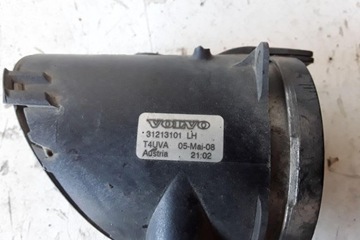 VOLVO
31213101 LH
T4UVA 05-Mai-08
Austria 21:02